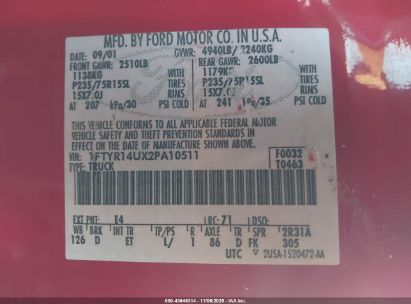 MFD. BY FORD MOTOR CO. IN U.S.A.
DATE: 09/01 GVWR: 4940LB/ 2240KG
FRONT GAWR: 2510LB REAR GAWR: 2600LB
1138KG WITH 1179KG WITH
P235/75R15SL TIRES P235/75R15SL TIRES
15X7.0J RIMS 15X7.0J RIMS
AT 207 kPa/30 PSI COLD AT 241 kPa/35 PSI COLD
THIS VEHICLE CONFORMS TO ALL APPLICABLE FEDERAL MOTOR
VEHICLE SAFETY AND THEFT PREVENTION STANDARDS IN
EFFECT ON THE DATE OF MANUFACTURE SHOWN ABOVE.
VIN: 1FTYR14UX2PA10511 F0032
TYPE: TRUCK T0463
EXT PNT: E4 RC: 71 DSO:
WB BRK INT TR TP/PS R AXLE TR SPR 2R31A
126 D ET L/ 1 86 D FK 305
UTC 2U5A-1520472-AA